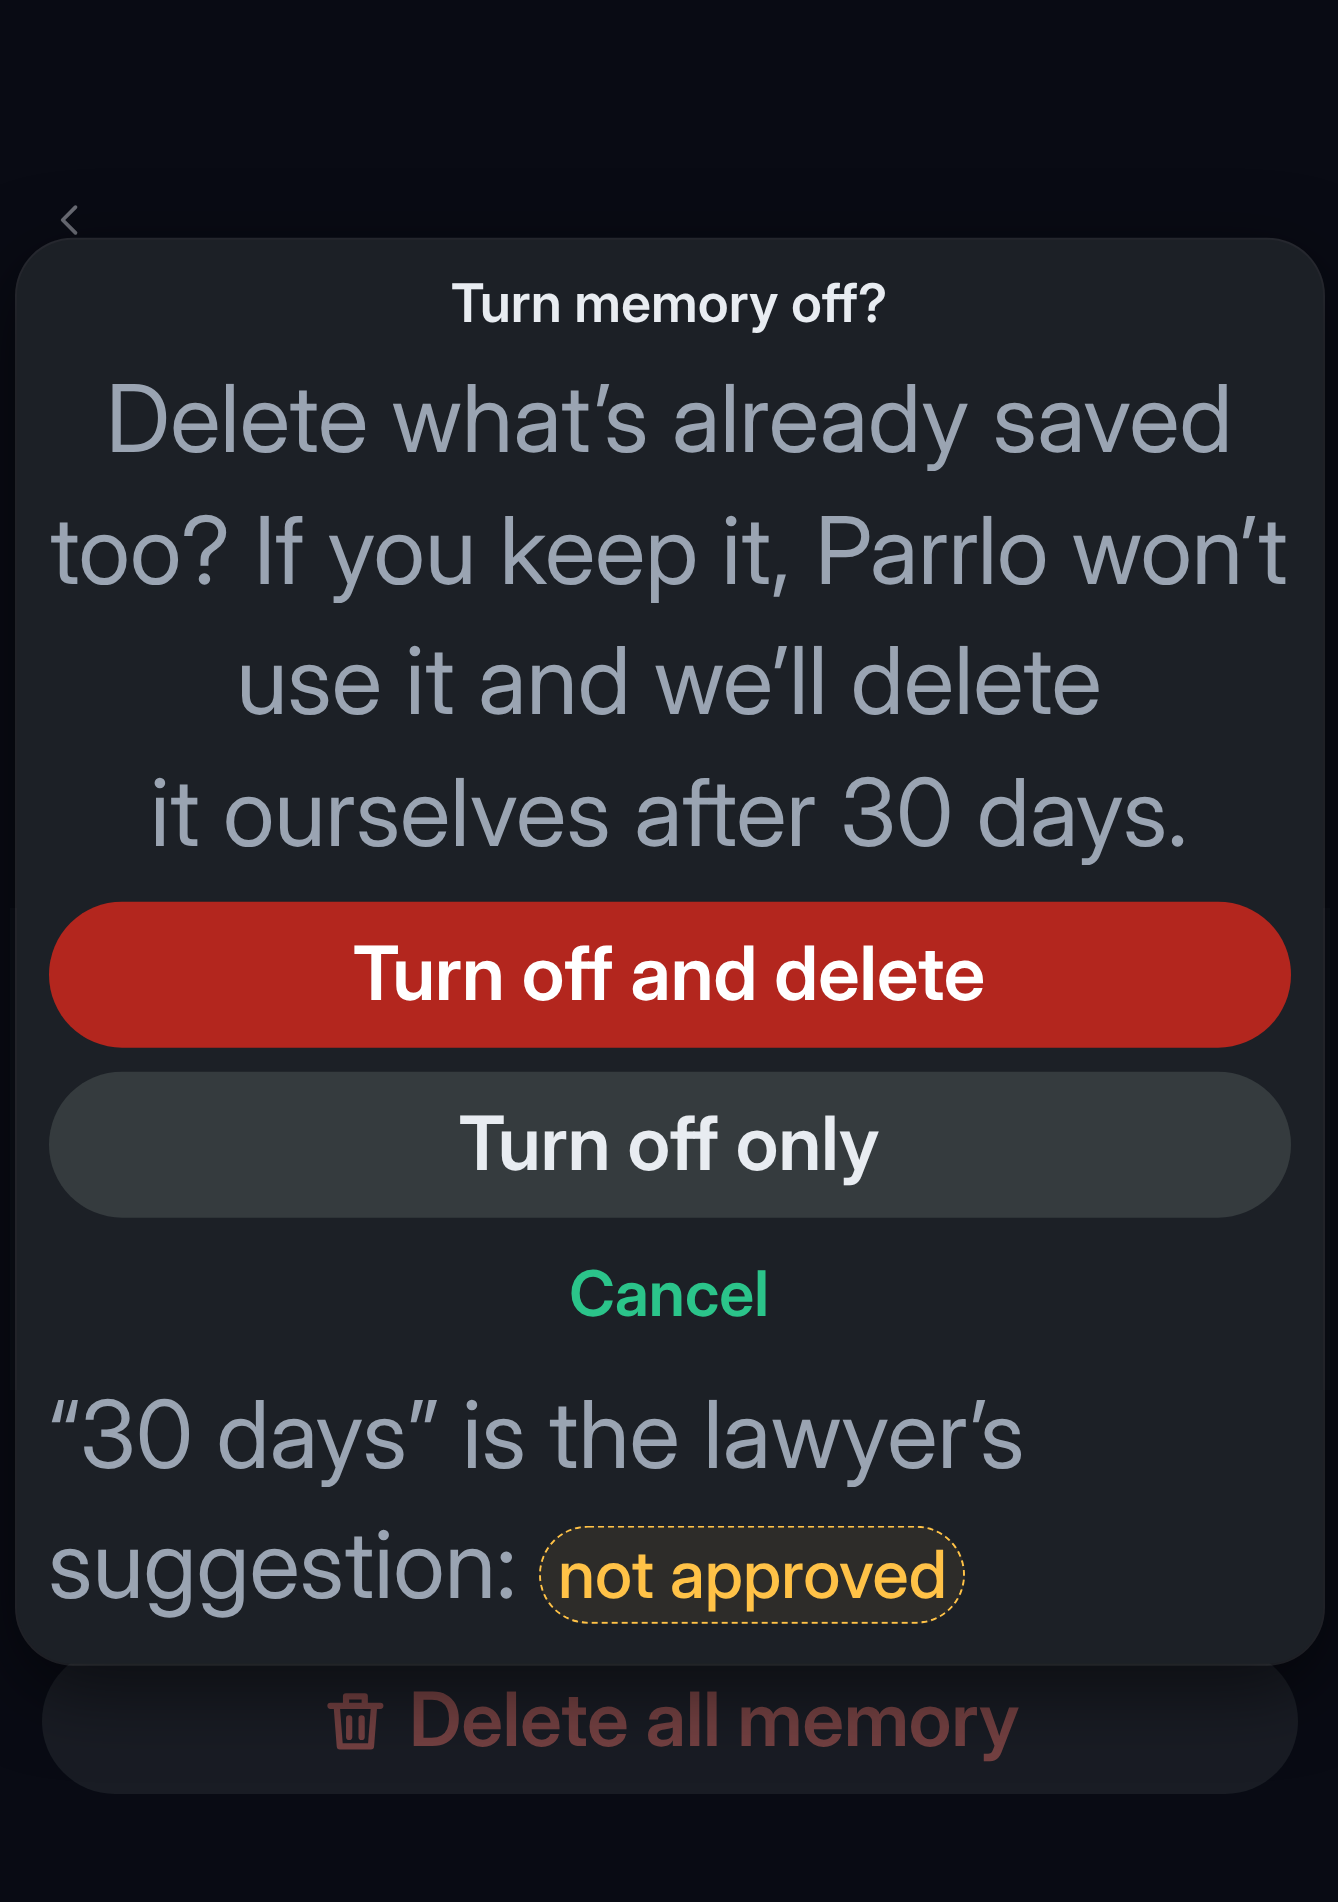 Turn memory off?
Delete what’s already saved
too? If you keep it, Parrlo won’t
use it and we’ll delete
it ourselves after 30 days.
Turn off and delete
Turn off only
Cancel
“30 days” is the lawyer’s
suggestion: not approved
Delete all memory